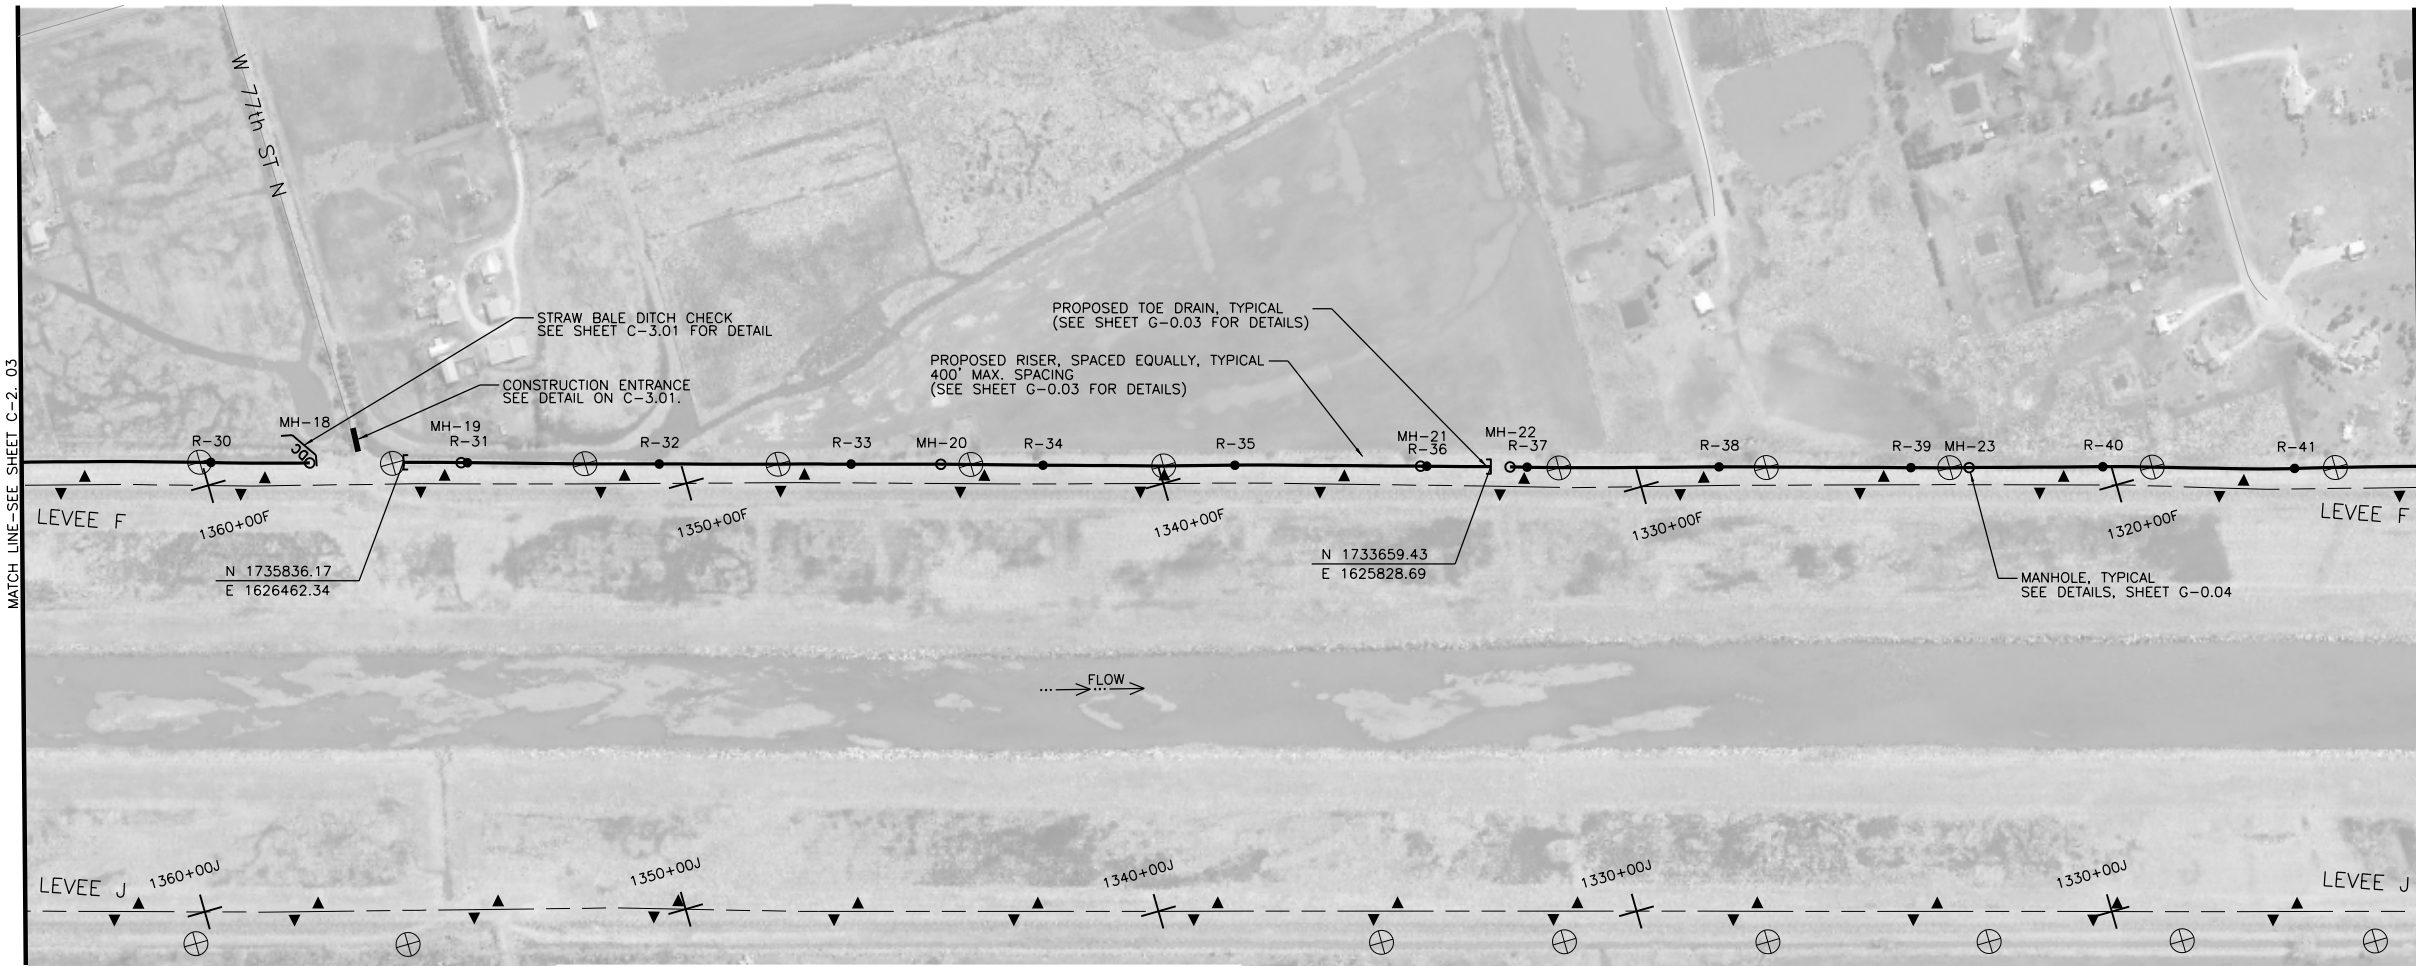 W 77th ST N
STRAW BALE DITCH CHECK
SEE SHEET C-3.01 FOR DETAIL
PROPOSED TOE DRAIN, TYPICAL
(SEE SHEET G-0.03 FOR DETAILS)
PROPOSED RISER, SPACED EQUALLY, TYPICAL
400' MAX. SPACING
(SEE SHEET G-0.03 FOR DETAILS)
CONSTRUCTION ENTRANCE
SEE DETAIL ON C-3.01.
MATCH LINE-SEE SHEET C-2. 03
R-30
MH-18
MH-19
R-31
R-32
R-33
MH-20
R-34
R-35
MH-21
R-36
MH-22
R-37
R-38
R-39
MH-23
R-40
R-41
LEVEE F
1360+00F
1350+00F
1340+00F
1330+00F
1320+00F
LEVEE F
N 1735836.17
E 1626462.34
N 1733659.43
E 1625828.69
MANHOLE, TYPICAL
SEE DETAILS, SHEET G-0.04
FLOW
LEVEE J
1360+00J
1350+00J
1340+00J
1330+00J
1330+00J
LEVEE J